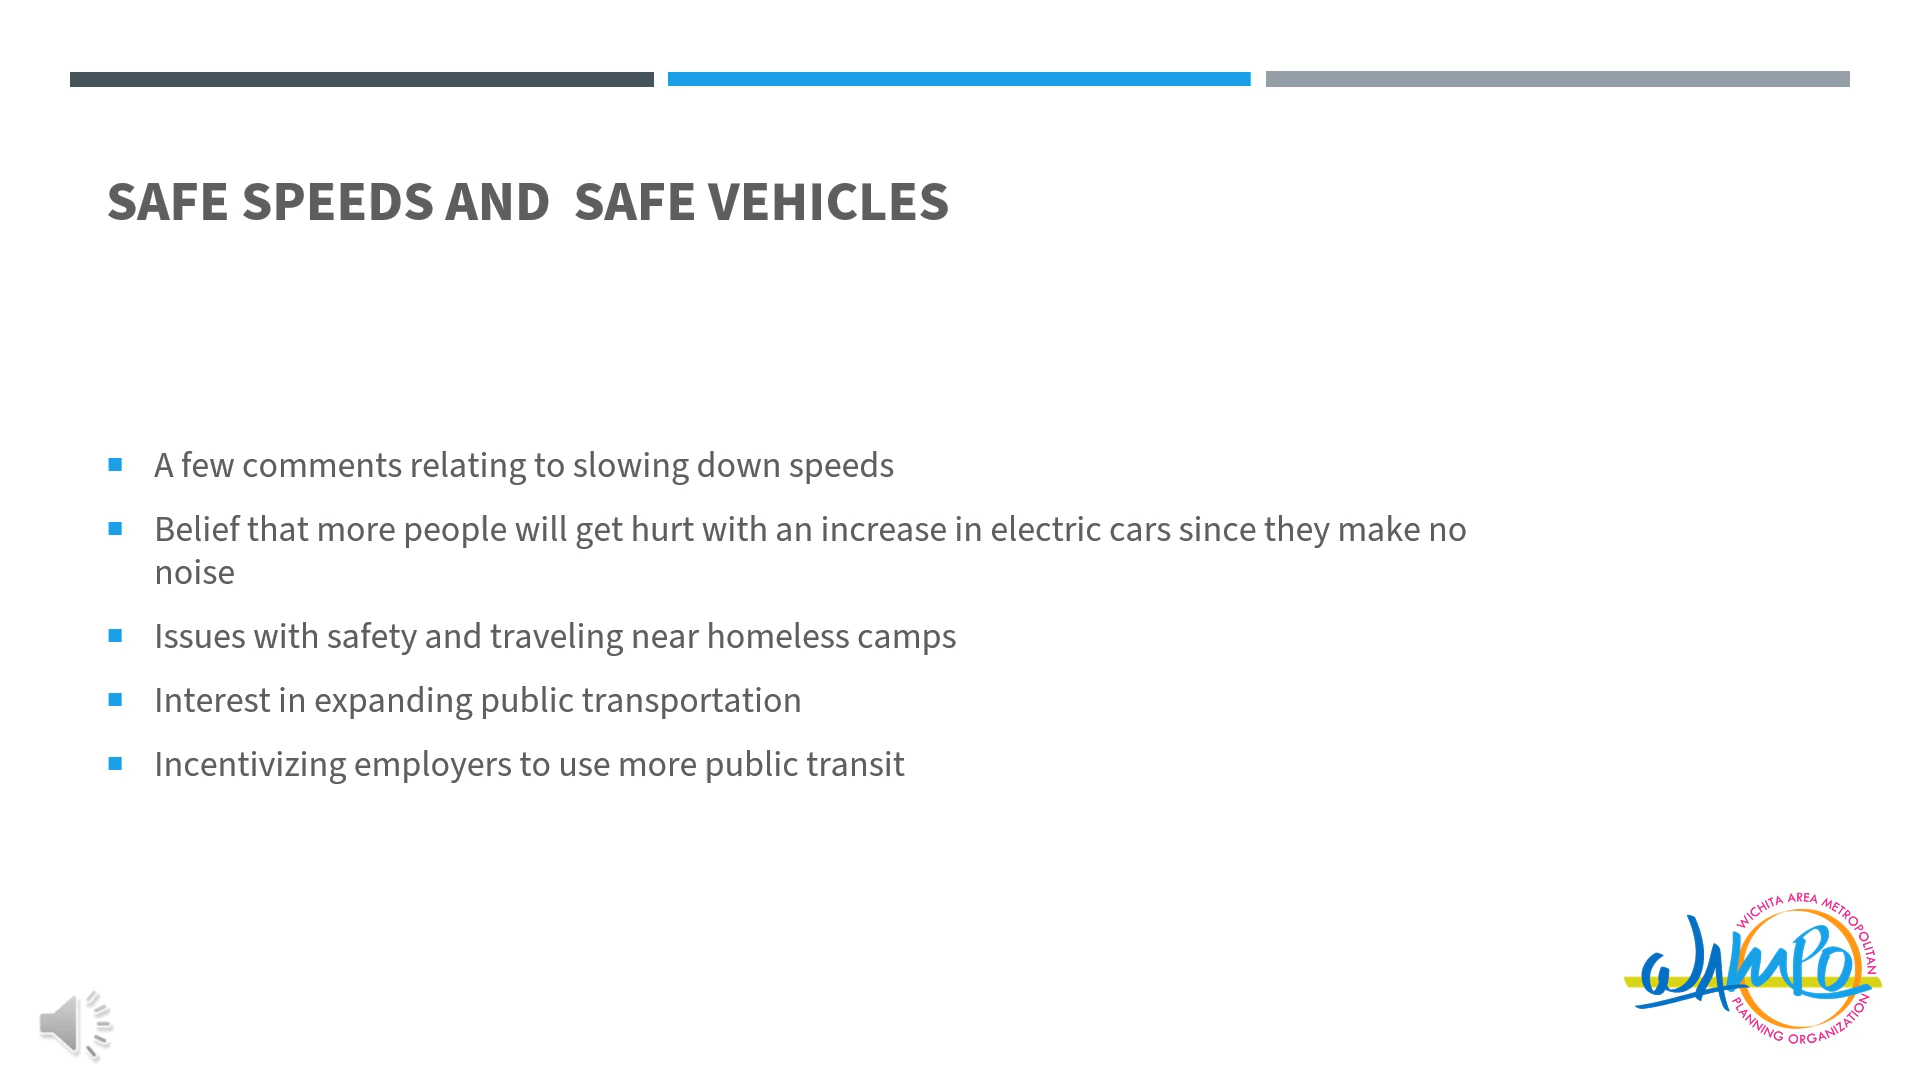 SAFE SPEEDS AND  SAFE VEHICLES
A few comments relating to slowing down speeds
Belief that more people will get hurt with an increase in electric cars since they make no
noise
Issues with safety and traveling near homeless camps
Interest in expanding public transportation
Incentivizing employers to use more public transit
WICHITA AREA METROPOLITAN
WAMPO
PLANNING ORGANIZATION